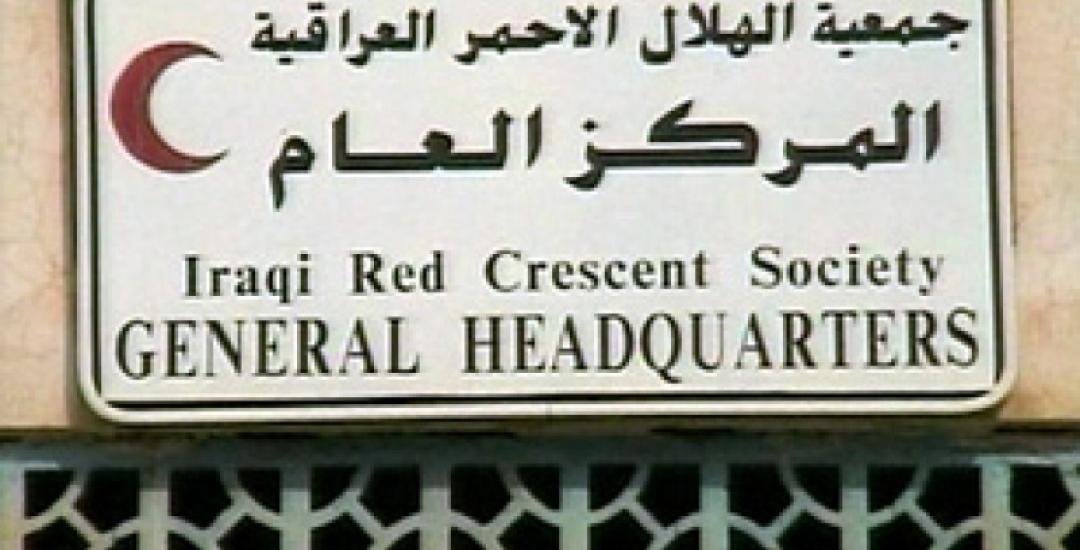 جمعية الهلال الاحمر العراقية
المركز العام
Iraqi Red Crescent Society
GENERAL HEADQUARTERS